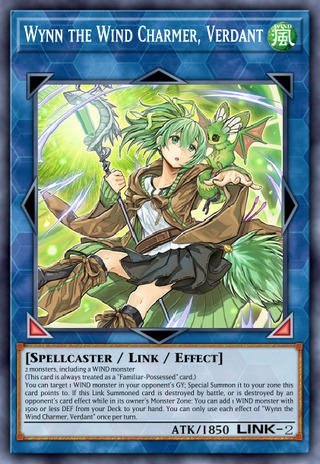 Wynn the Wind Charmer, Verdant
WIND
風
[Spellcaster / Link / Effect]
2 monsters, including a WIND monster
(This card is always treated as a "Familiar-Possessed" card.)
You can target 1 WIND monster in your opponent's GY; Special Summon it to your zone this
card points to. If this Link Summoned card is destroyed by battle, or is destroyed by an
opponent's card effect while in its owner's Monster Zone: You can add 1 WIND monster with
1500 or less DEF from your Deck to your hand. You can only use each effect of "Wynn the
Wind Charmer, Verdant" once per turn.
ATK/1850 LINK-2